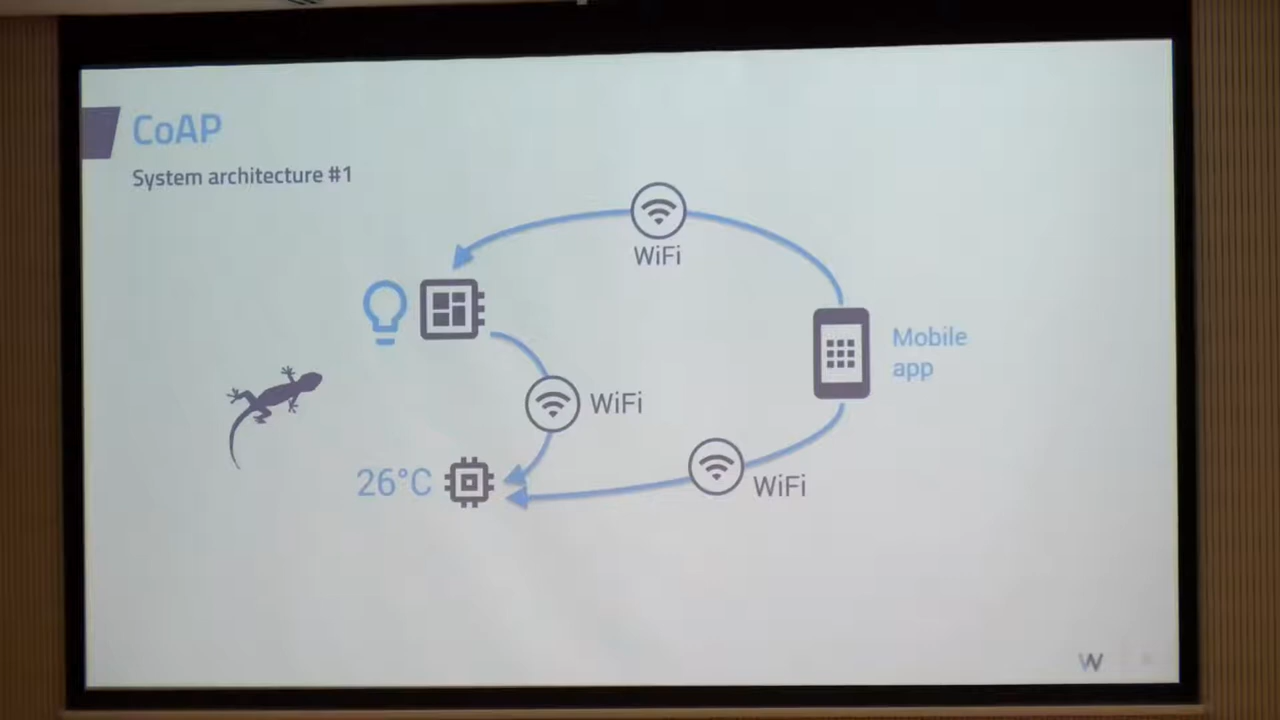 CoAP
System architecture #1
WiFi
Mobile
app
WiFi
26°C
WiFi
W